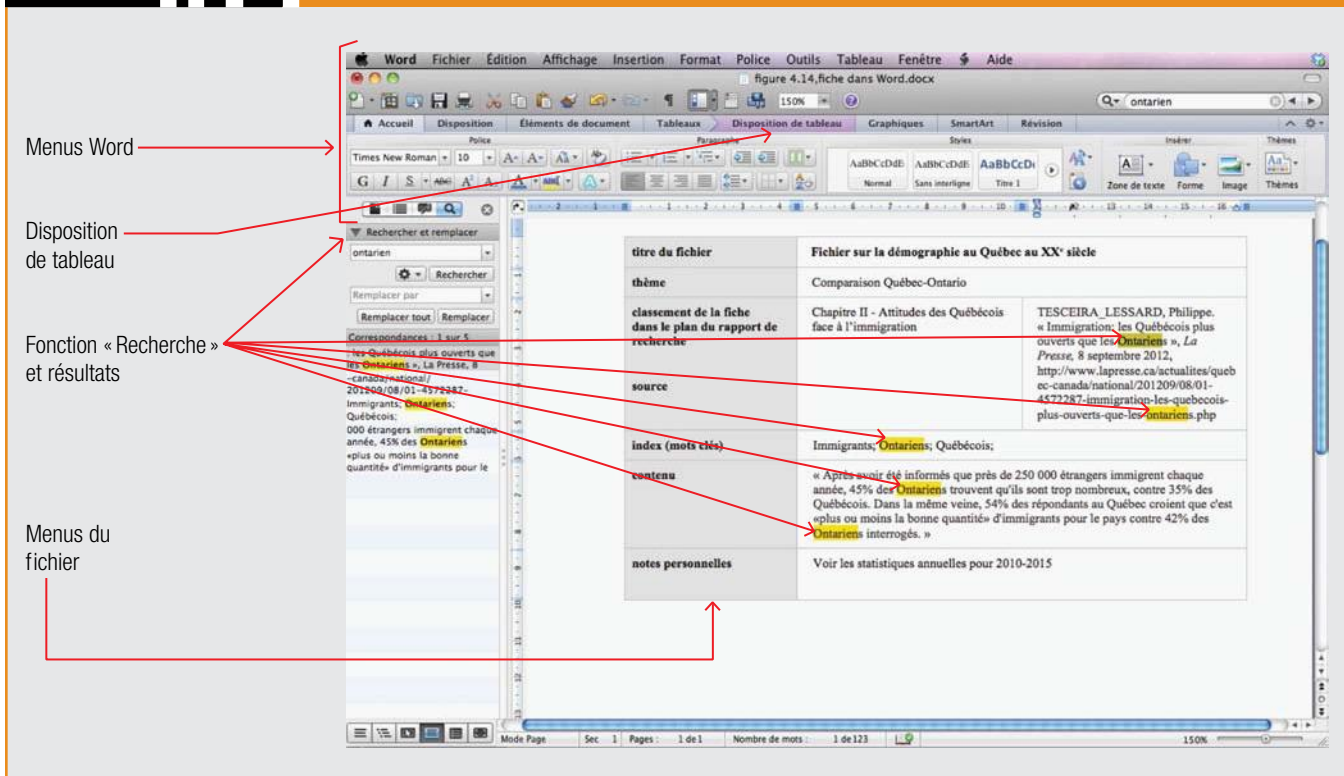 Menus Word
Disposition
de tableau
Fonction « Recherche »
et résultats
Menus du
fichier
Word Fichier Édition Affichage Insertion Format Police Outils Tableau Fenêtre Aide
figure 4.14,fiche dans Word.docx
150%
ontarien
Accueil Disposition Éléments de document Tableaux Disposition de tableau Graphiques SmartArt Révision
Police Paragraphe Styles Insérer Thèmes
Times New Roman 10 A A Aa
AaBbCcDdE AaBbCcDdE AaBbCcDc
G I S ABC A A A
Normal Sans interligne Titre 1 Zone de texte Forme Image Thèmes
Rechercher et remplacer
ontarien
Rechercher
Remplacer par
Remplacer tout Remplacer
Correspondances : 1 sur 5
: les Québécois plus ouverts que
les Ontariens », La Presse, 8
-canada/national/
201209/08/01-4572287-
Immigrants; Ontariens;
Québécois;
000 étrangers immigrent chaque
année, 45% des Ontariens
«plus ou moins la bonne
quantité» d'immigrants pour le
titre du fichier Fichier sur la démographie au Québec au XXe siècle
thème Comparaison Québec-Ontario
classement de la fiche
dans le plan du rapport de
recherche
source
Chapitre II - Attitudes des Québécois
face à l'immigration
TESCEIRA_LESSARD, Philippe.
« Immigration: les Québécois plus
ouverts que les Ontariens », La
Presse, 8 septembre 2012,
http://www.lapresse.ca/actualites/queb
ec-canada/national/201209/08/01-
4572287-immigration-les-quebecois-
plus-ouverts-que-les-ontariens.php
index (mots clés) Immigrants; Ontariens; Québécois;
contenu
« Après avoir été informés que près de 250 000 étrangers immigrent chaque
année, 45% des Ontariens trouvent qu'ils sont trop nombreux, contre 35% des
Québécois. Dans la même veine, 54% des répondants au Québec croient que c'est
«plus ou moins la bonne quantité» d'immigrants pour le pays contre 42% des
Ontariens interrogés. »
notes personnelles Voir les statistiques annuelles pour 2010-2015
Mode Page Sec 1 Pages : 1 de 1 Nombre de mots : 1 de 123 150%